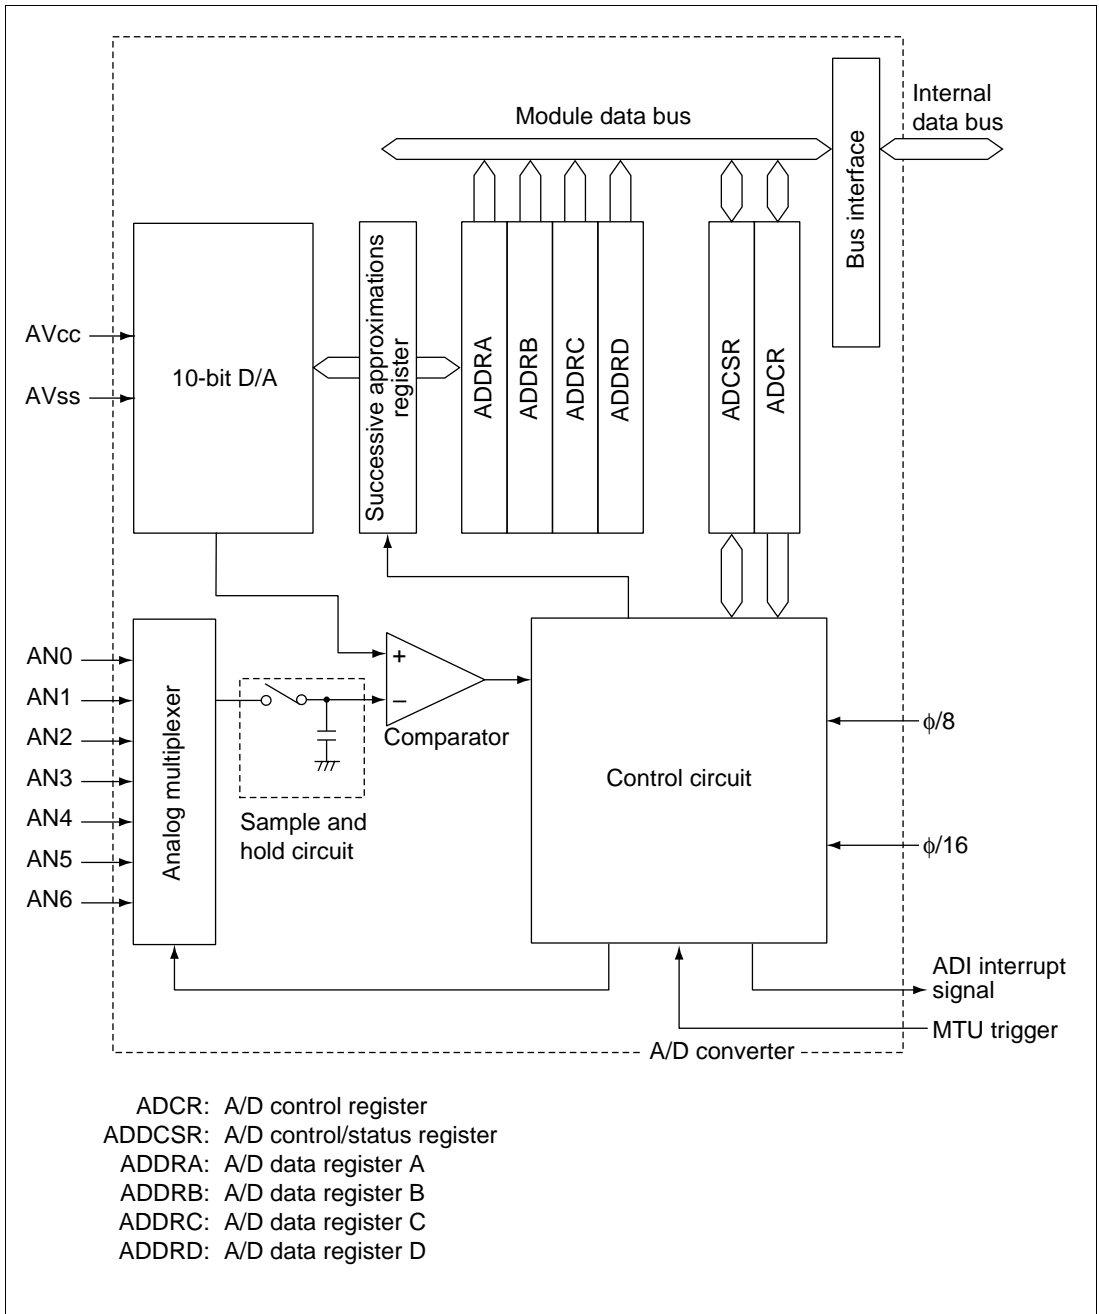 Module data bus
Internal
data bus
Bus interface
Successive approximations
register
ADDRA
ADDRB
ADDRC
ADDRD
ADCSR
ADCR
AVcc
AVss
10-bit D/A
AN0
AN1
AN2
AN3
AN4
AN5
AN6
Analog multiplexer
+
−
Comparator
Sample and
hold circuit
Control circuit
ϕ/8
ϕ/16
ADI interrupt
signal
MTU trigger
A/D converter
ADCR: A/D control register
ADDCSR: A/D control/status register
ADDRA: A/D data register A
ADDRB: A/D data register B
ADDRC: A/D data register C
ADDRD: A/D data register D